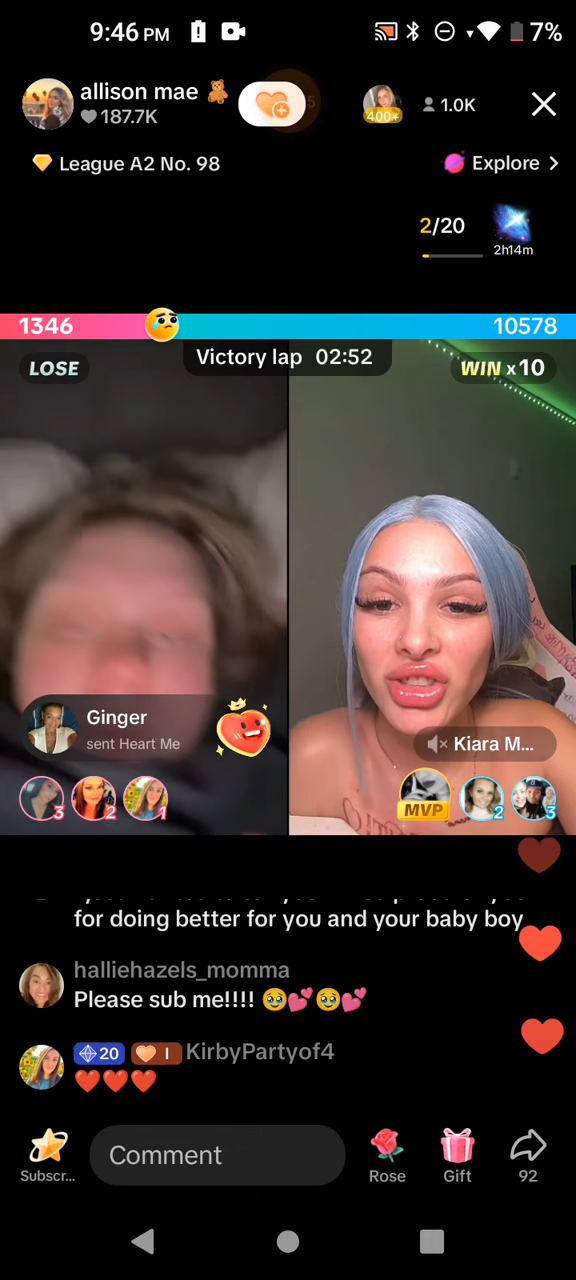 9:46 PM
7%
allison mae
187.7K
400+
1.0K
League A2 No. 98
Explore
2/20
2h14m
1346
10578
Victory lap 02:52
LOSE
WIN x10
Ginger
sent Heart Me
Kiara M...
3
2
1
MVP
2
3
for doing better for you and your baby boy
halliehazels_momma
Please sub me!!!! 🥹💕🥹💕
20 I KirbyPartyof4
❤️❤️❤️
Subscr...
Comment
Rose
Gift
92